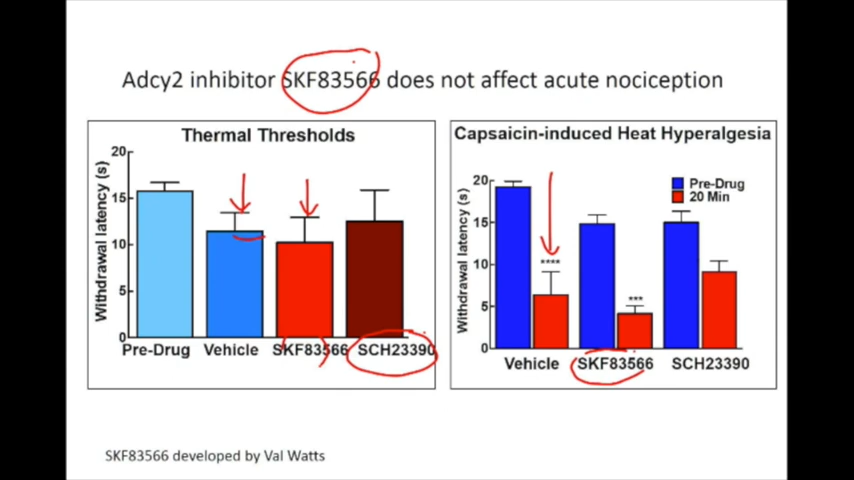 Adcy2 inhibitor SKF83566 does not affect acute nociception
Thermal Thresholds
Withdrawal latency (s)
20
15
10
5
0
Pre-Drug Vehicle SKF83566 SCH23390
Capsaicin-induced Heat Hyperalgesia
Withdrawal latency (s)
20
15
10
5
0
Pre-Drug
20 Min
****
***
Vehicle SKF83566 SCH23390
SKF83566 developed by Val Watts